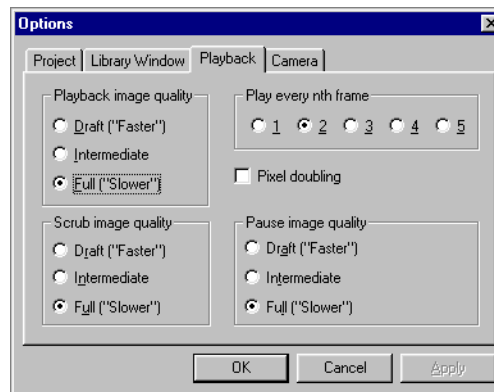 Options
Project Library Window Playback Camera
Playback image quality
Draft ("Faster")
Intermediate
Full ("Slower")
Play every nth frame
1 2 3 4 5
Pixel doubling
Scrub image quality
Draft ("Faster")
Intermediate
Full ("Slower")
Pause image quality
Draft ("Faster")
Intermediate
Full ("Slower")
OK Cancel Apply